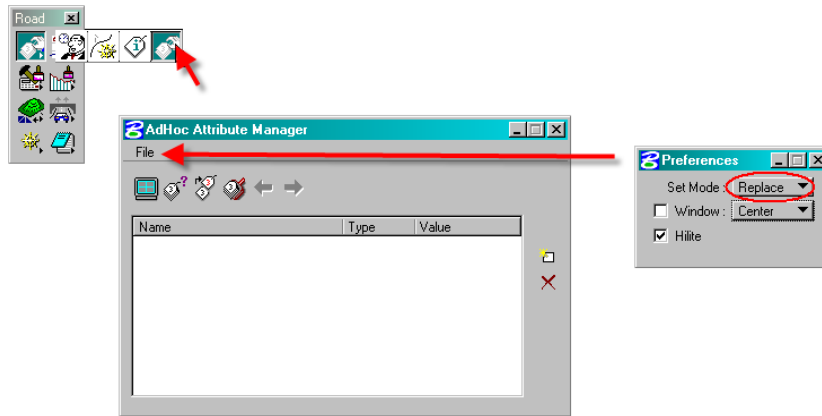 Road
AdHoc Attribute Manager
File
Name Type Value
Preferences
Set Mode : Replace
Window : Center
Hilite